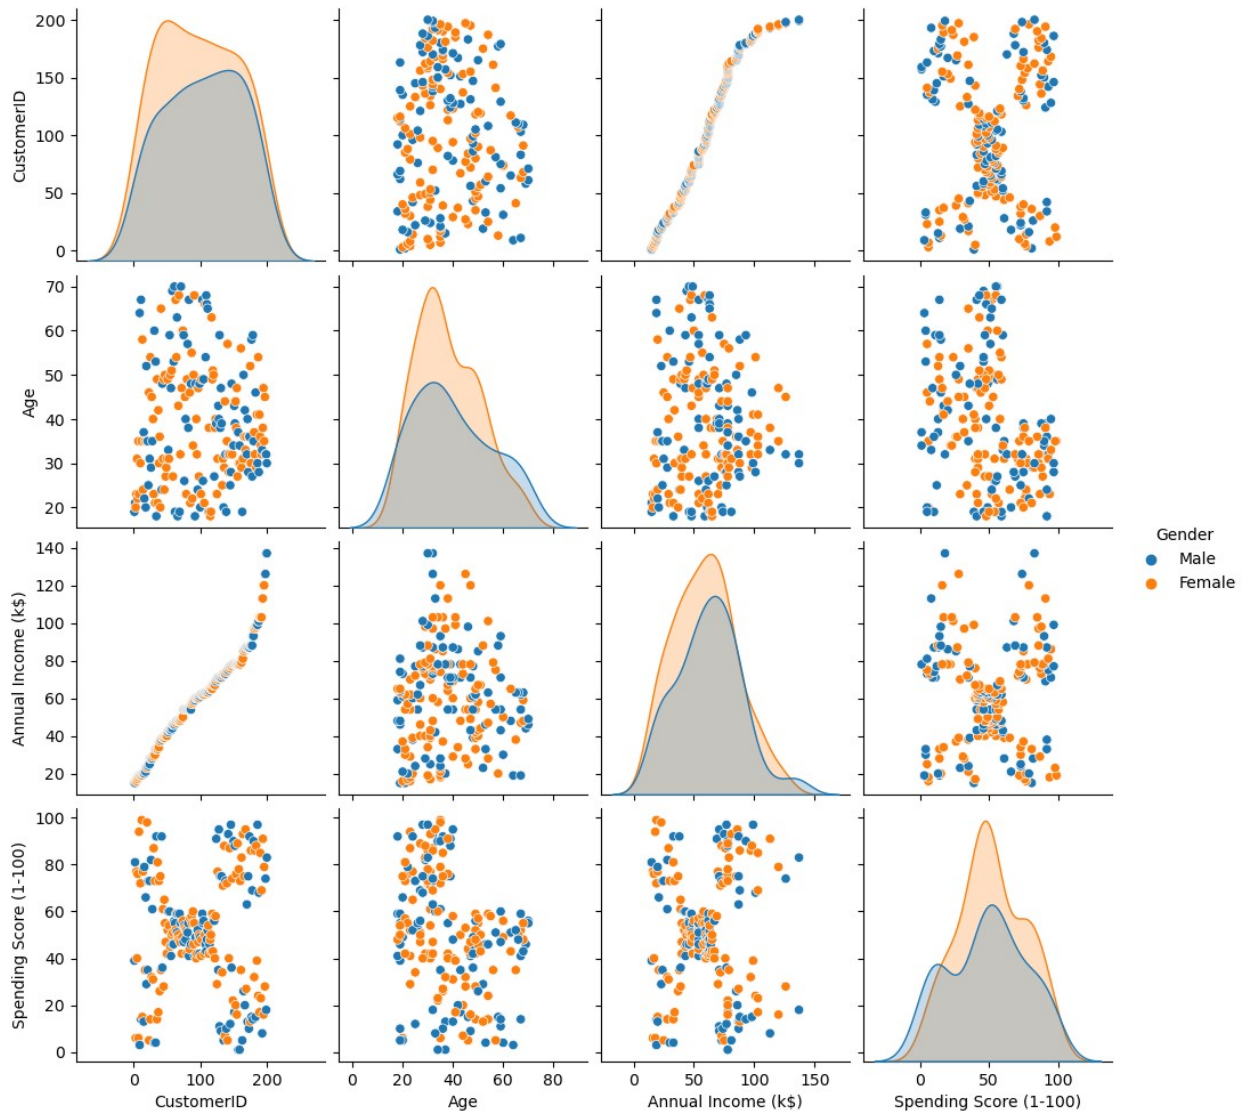 200
150
100
50
0
CustomerID
70
60
50
40
30
20
Age
Gender
Male
Female
140
120
100
80
60
40
20
Annual Income (k$)
100
80
60
40
20
0
Spending Score (1-100)
0 100 200
0 20 40 60 80
0 50 100 150
0 50 100
CustomerID
Age
Annual Income (k$)
Spending Score (1-100)